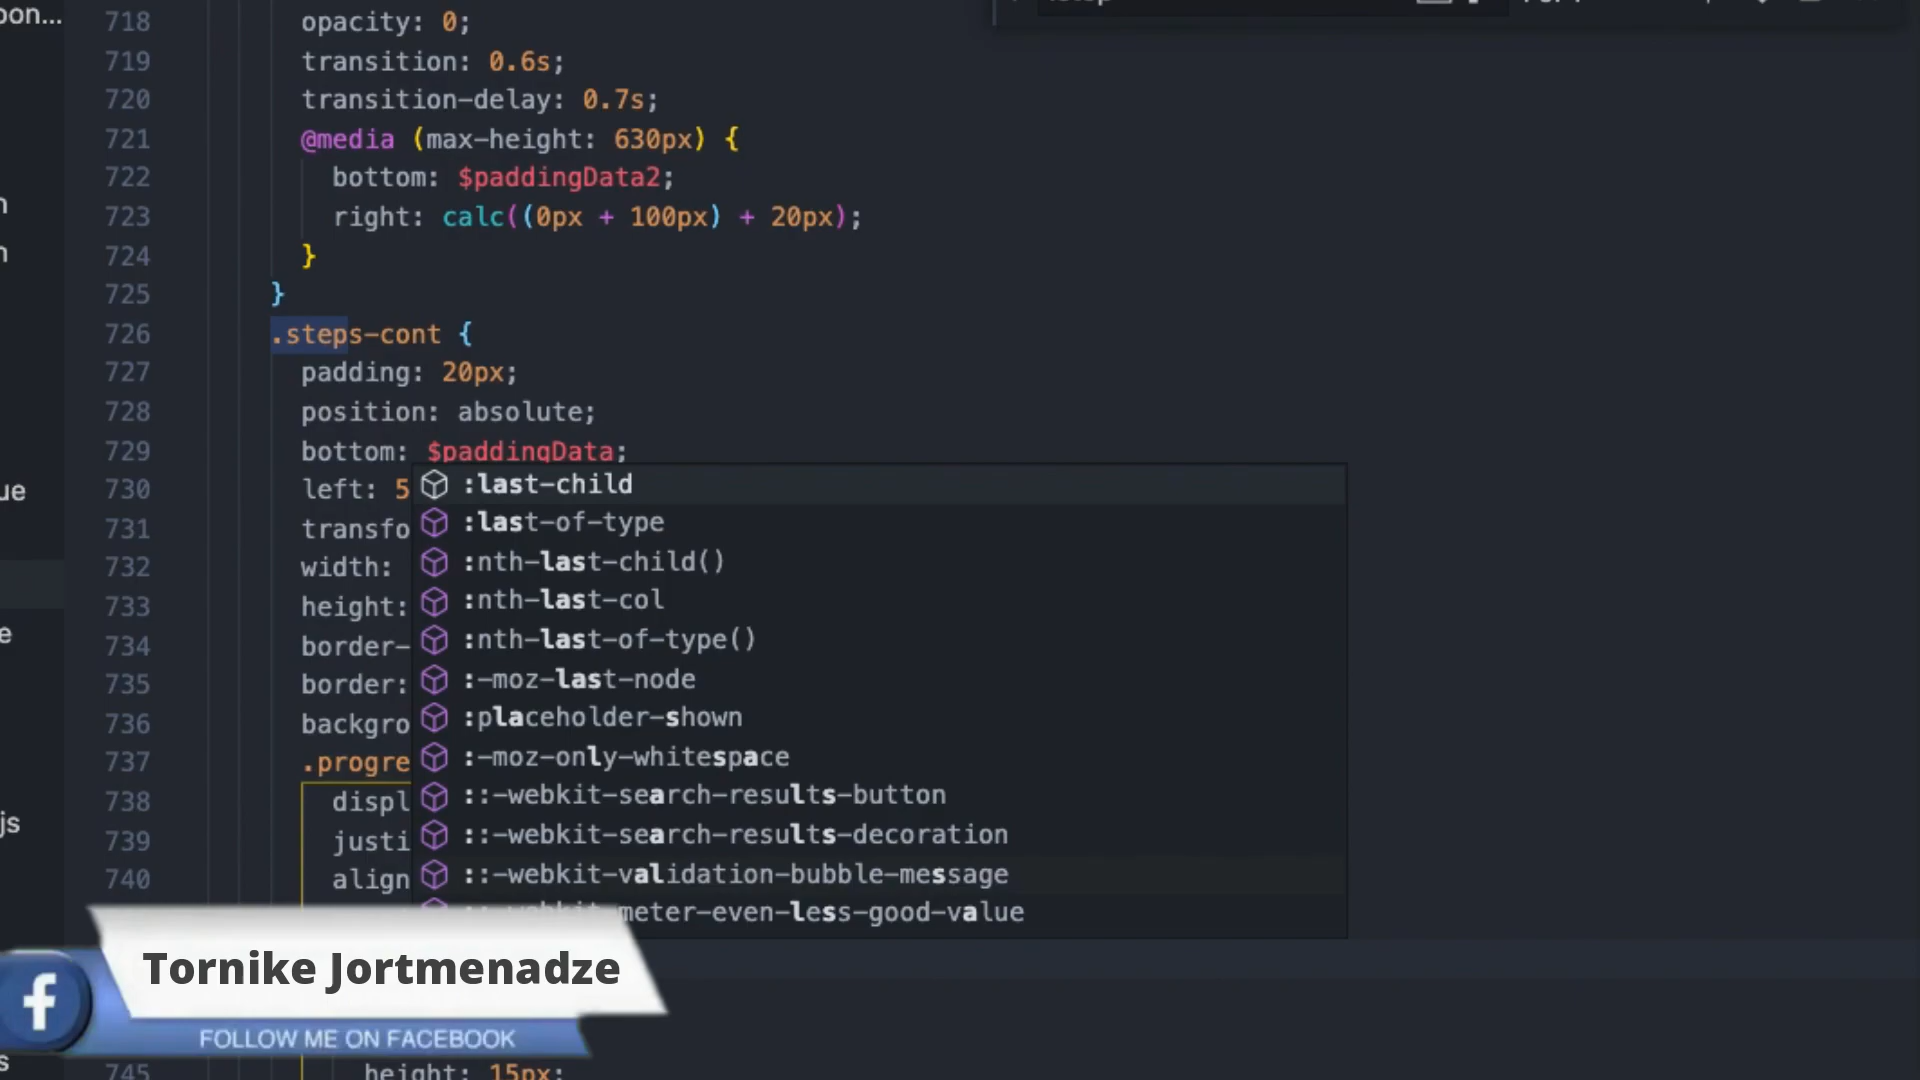 718 opacity: 0;
719 transition: 0.6s;
720 transition-delay: 0.7s;
721 @media (max-height: 630px) {
722 bottom: $paddingData2;
723 right: calc((0px + 100px) + 20px);
724 }
725 }
726 .steps-cont {
727 padding: 20px;
728 position: absolute;
729 bottom: $paddingData;
730 left: 5
731 transfo
732 width:
733 height:
734 border-
735 border:
736 backgro
737 .progre
738 displ
739 justi
740 align
:last-child
:last-of-type
:nth-last-child()
:nth-last-col
:nth-last-of-type()
:-moz-last-node
:placeholder-shown
:-moz-only-whitespace
::-webkit-search-results-button
::-webkit-search-results-decoration
::-webkit-validation-bubble-message
meter-even-less-good-value
Tornike Jortmenadze
FOLLOW ME ON FACEBOOK
745 height: 15px;